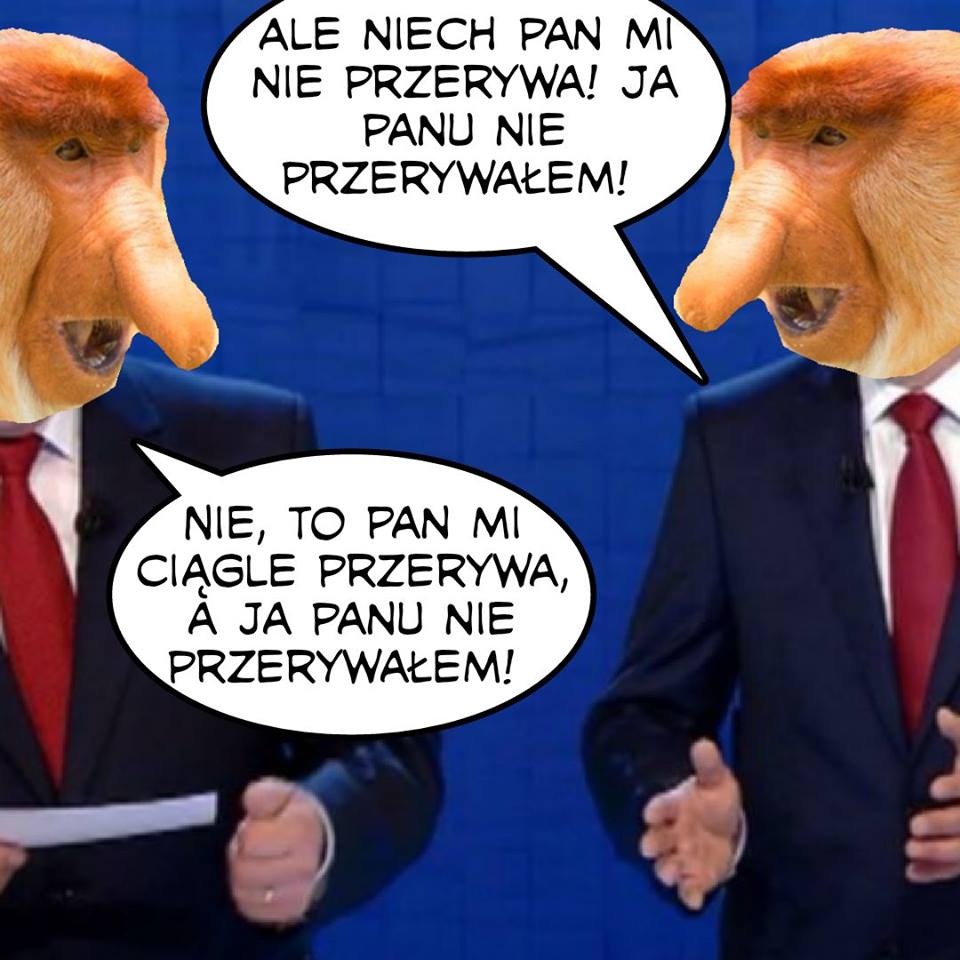 ALE NIECH PAN MI
NIE PRZERYWA! JA
PANU NIE
PRZERYWAŁEM!
NIE, TO PAN MI
CIĄGLE PRZERYWA,
A JA PANU NIE
PRZERYWAŁEM!